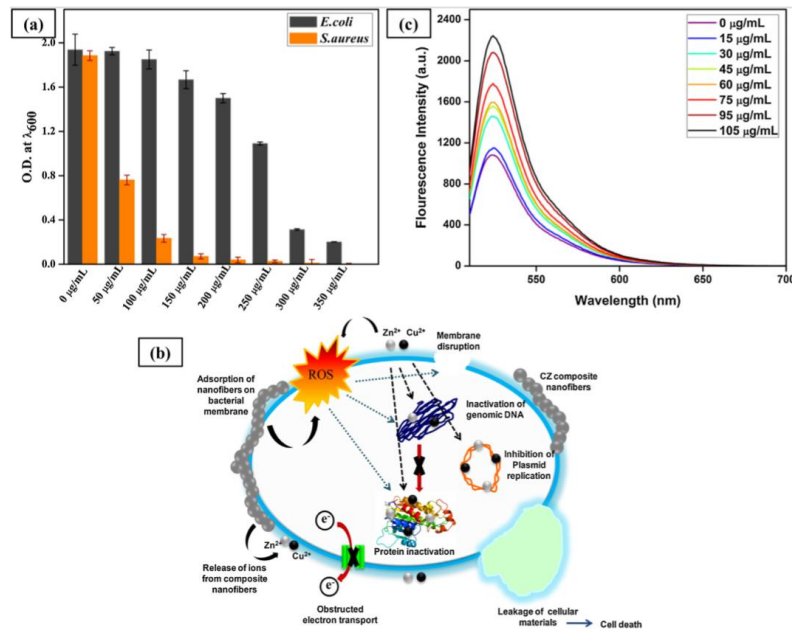 (a)
E.coli
S.aureus
O.D. at λ600
2.0
1.6
1.2
0.8
0.4
0.0
0 µg/mL
50 µg/mL
100 µg/mL
150 µg/mL
200 µg/mL
250 µg/mL
300 µg/mL
350 µg/mL
(c)
0 µg/mL
15 µg/mL
30 µg/mL
45 µg/mL
60 µg/mL
75 µg/mL
95 µg/mL
105 µg/mL
Flourescence Intensity (a.u.)
2400
2000
1600
1200
800
400
0
550
600
650
700
Wavelength (nm)
(b)
Zn2+ Cu2+
Membrane
disruption
ROS
CZ composite
nanofibers
Adsorption of
nanofibers on
bacterial
membrane
Inactivation of
genomic DNA
Inhibition of
Plasmid
replication
Protein inactivation
Zn2+
Cu2+
e-
e-
Release of ions
from composite
nanofibers
Obstructed
electron transport
Leakage of cellular
materials
Cell death